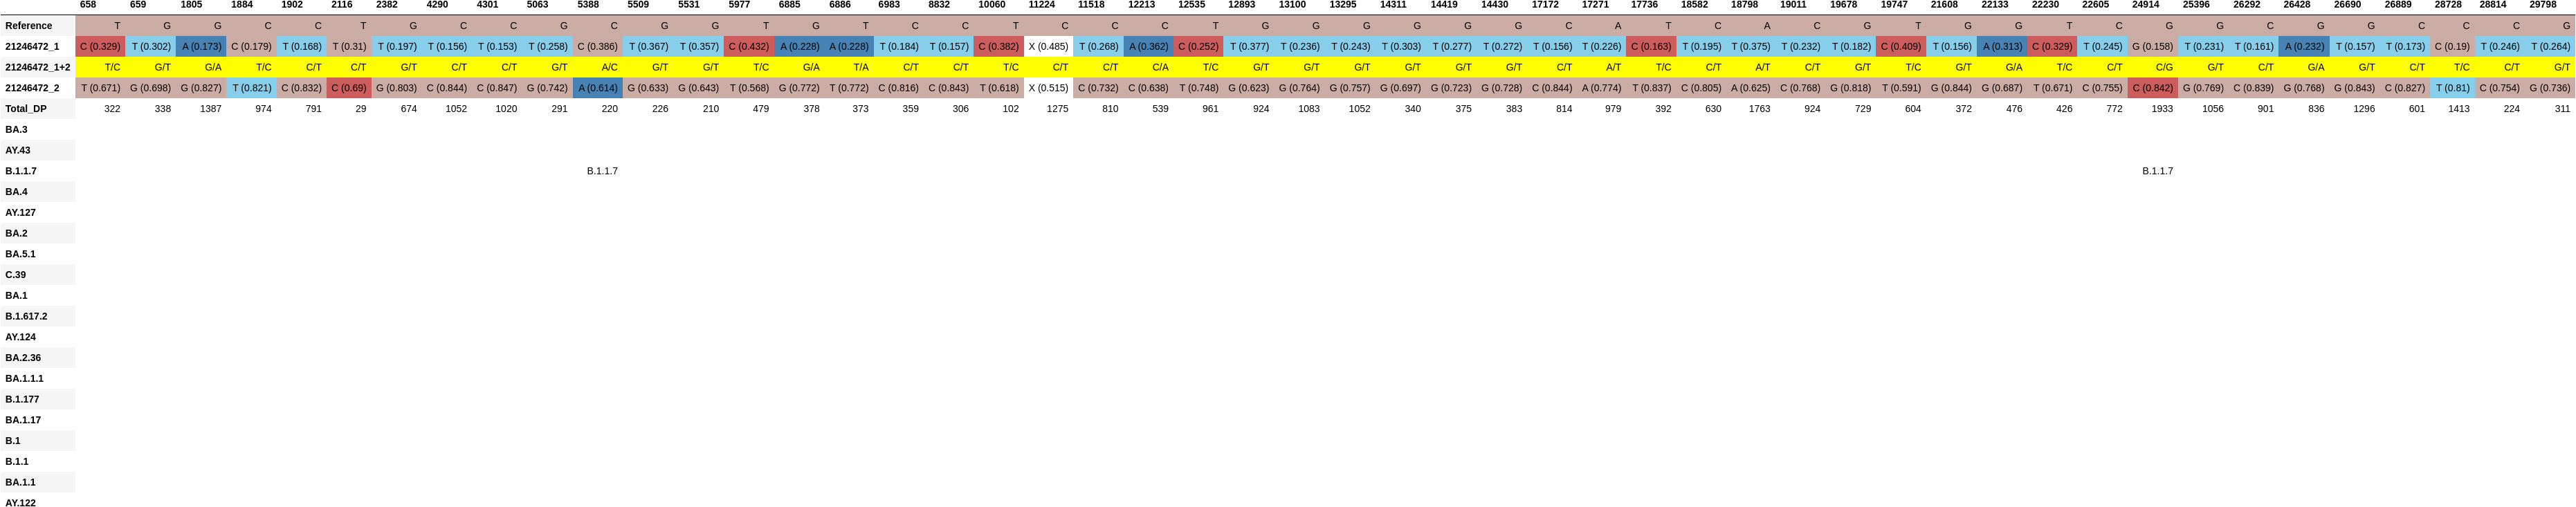 658 659 1805 1884 1902 2116 2382 4290 4301 5063 5388 5509 5531 5977 6885 6886 6983 8832 10060 11224 11518 12213 12535 12893 13100 13295 14311 14419 14430 17172 17271 17736 18582 18798 19011 19678 19747 21608 22133 22230 22605 24914 25396 26292 26428 26690 26889 28728 28814 29798
Reference T G G C C T G C C G C G G T G T C C T C C C T G G G G G G C A T C A C G T G G T C G G C G G C C C G
21246472_1 C (0.329) T (0.302) A (0.173) C (0.179) T (0.168) T (0.31) T (0.197) T (0.156) T (0.153) T (0.258) C (0.386) T (0.367) T (0.357) C (0.432) A (0.228) A (0.228) T (0.184) T (0.157) C (0.382) X (0.485) T (0.268) A (0.362) C (0.252) T (0.377) T (0.236) T (0.243) T (0.303) T (0.277) T (0.272) T (0.156) T (0.226) C (0.163) T (0.195) T (0.375) T (0.232) T (0.182) C (0.409) T (0.156) A (0.313) C (0.329) T (0.245) G (0.158) T (0.231) T (0.161) A (0.232) T (0.157) T (0.173) C (0.19) T (0.246) T (0.264)
21246472_1+2 T/C G/T G/A T/C C/T C/T G/T C/T C/T G/T A/C G/T G/T T/C G/A T/A C/T C/T T/C C/T C/T C/A T/C G/T G/T G/T G/T G/T G/T C/T A/T T/C C/T A/T C/T G/T T/C G/T G/A T/C C/T C/G G/T C/T G/A G/T C/T T/C C/T G/T
21246472_2 T (0.671) G (0.698) G (0.827) T (0.821) C (0.832) C (0.69) G (0.803) C (0.844) C (0.847) G (0.742) A (0.614) G (0.633) G (0.643) T (0.568) G (0.772) T (0.772) C (0.816) C (0.843) T (0.618) X (0.515) C (0.732) C (0.638) T (0.748) G (0.623) G (0.764) G (0.757) G (0.697) G (0.723) G (0.728) C (0.844) A (0.774) T (0.837) C (0.805) A (0.625) C (0.768) G (0.818) T (0.591) G (0.844) G (0.687) T (0.671) C (0.755) C (0.842) G (0.769) C (0.839) G (0.768) G (0.843) C (0.827) T (0.81) C (0.754) G (0.736)
Total_DP 322 338 1387 974 791 29 674 1052 1020 291 220 226 210 479 378 373 359 306 102 1275 810 539 961 924 1083 1052 340 375 383 814 979 392 630 1763 924 729 604 372 476 426 772 1933 1056 901 836 1296 601 1413 224 311
BA.3
AY.43
B.1.1.7 B.1.1.7 B.1.1.7
BA.4
AY.127
BA.2
BA.5.1
C.39
BA.1
B.1.617.2
AY.124
BA.2.36
BA.1.1.1
B.1.177
BA.1.17
B.1
B.1.1
BA.1.1
AY.122